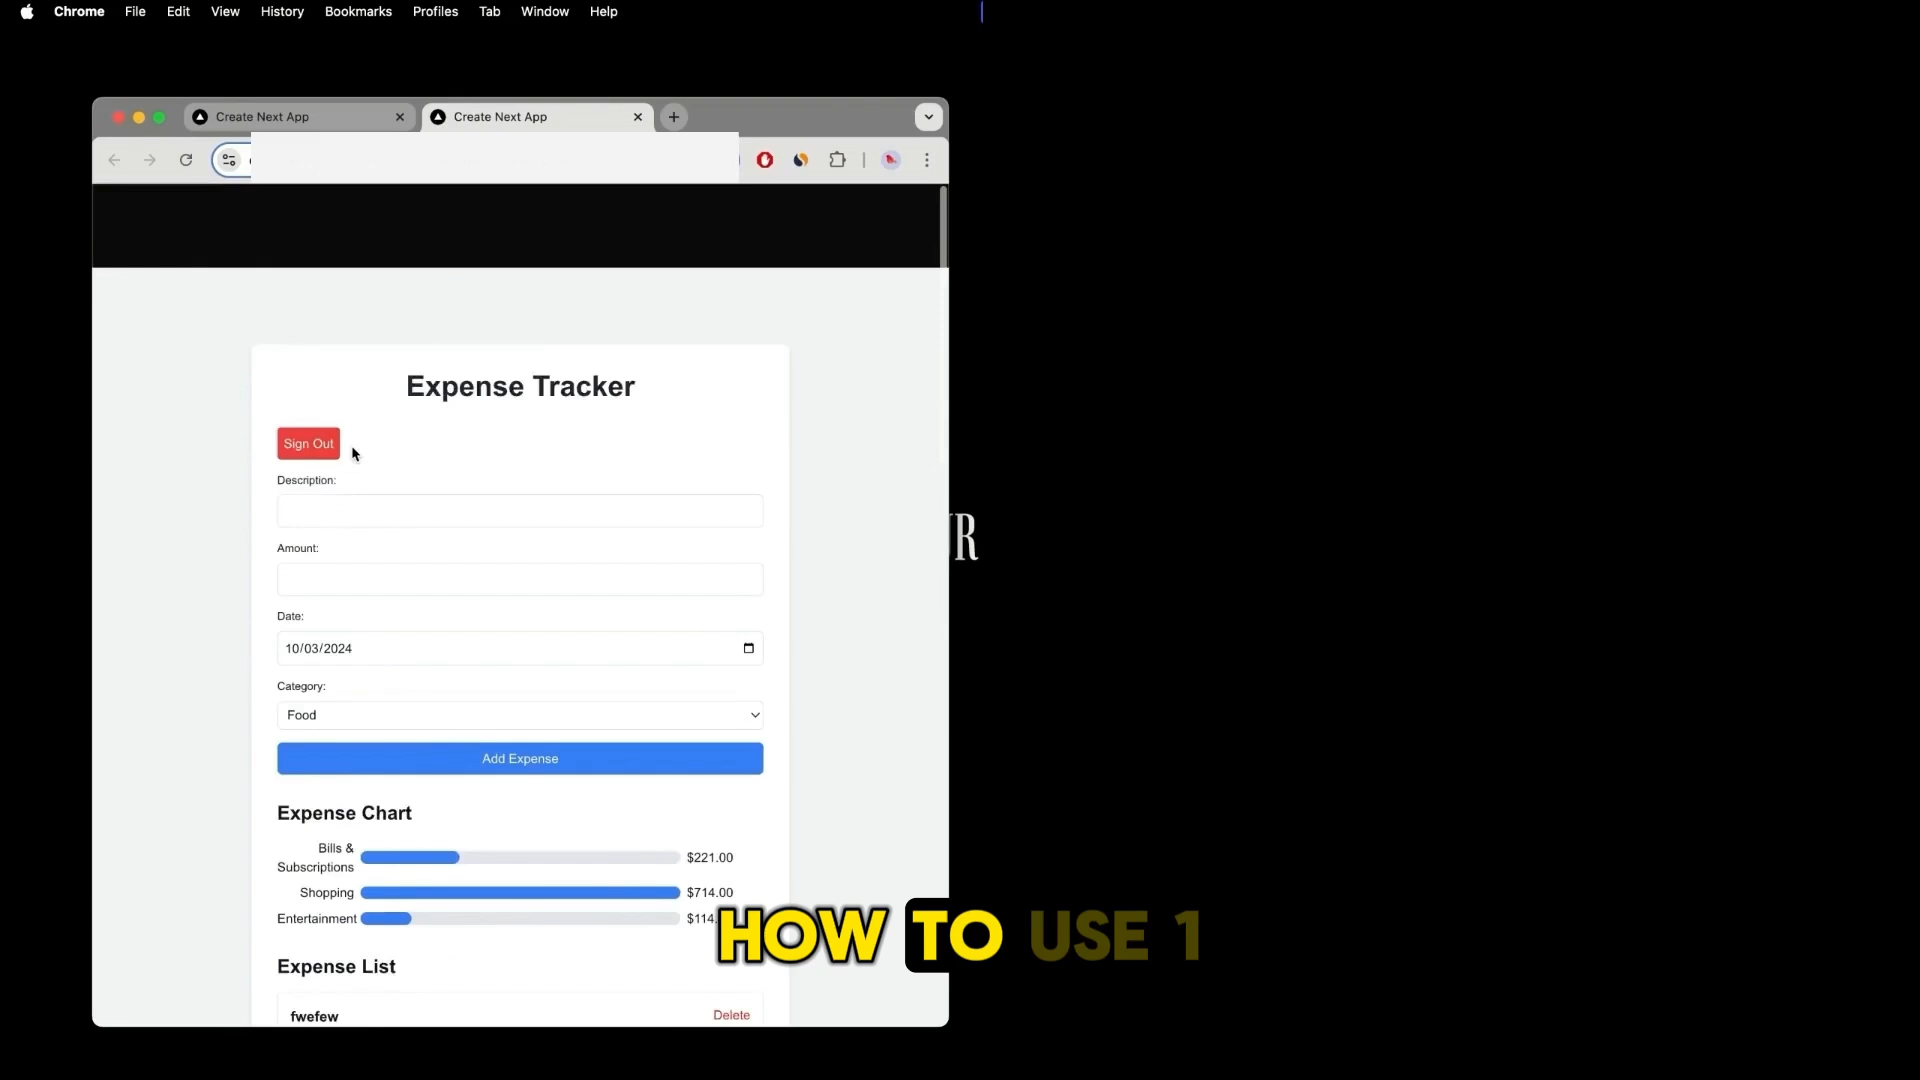 Chrome File Edit View History Bookmarks Profiles Tab Window Help
Create Next App
Create Next App
Expense Tracker
Sign Out
Description:
Amount:
Date:
10/03/2024
Category:
Food
Add Expense
Expense Chart
Bills &
Subscriptions $221.00
Shopping $714.00
Entertainment $114.
HOW TO USE 1
Expense List
fwefew Delete